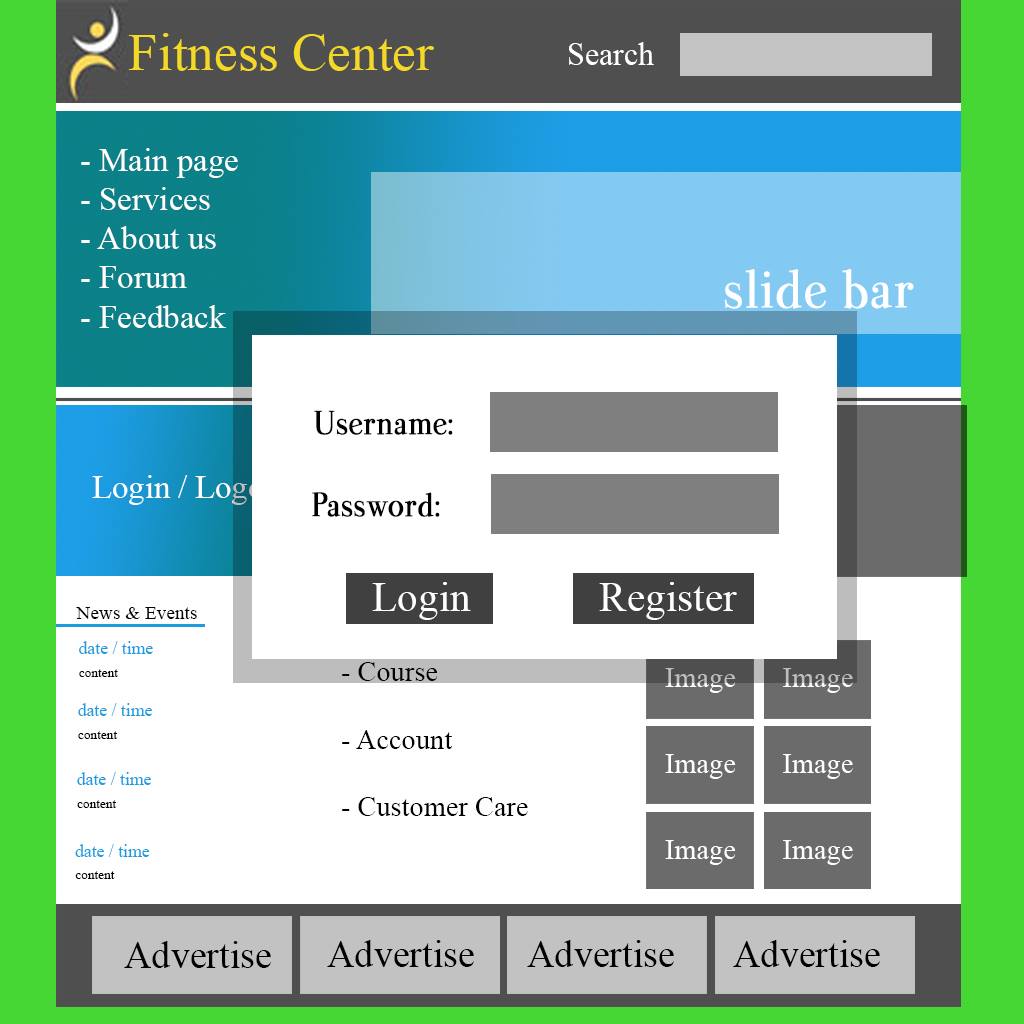 Fitness Center
Search
- Main page
- Services
- About us
- Forum
- Feedback
slide bar
Username:
Password:
Login
Register
Login /
News & Events
date / time
content
date / time
content
date / time
content
date / time
content
- Course
- Account
- Customer Care
Image Image
Image Image
Image Image
Advertise Advertise Advertise Advertise